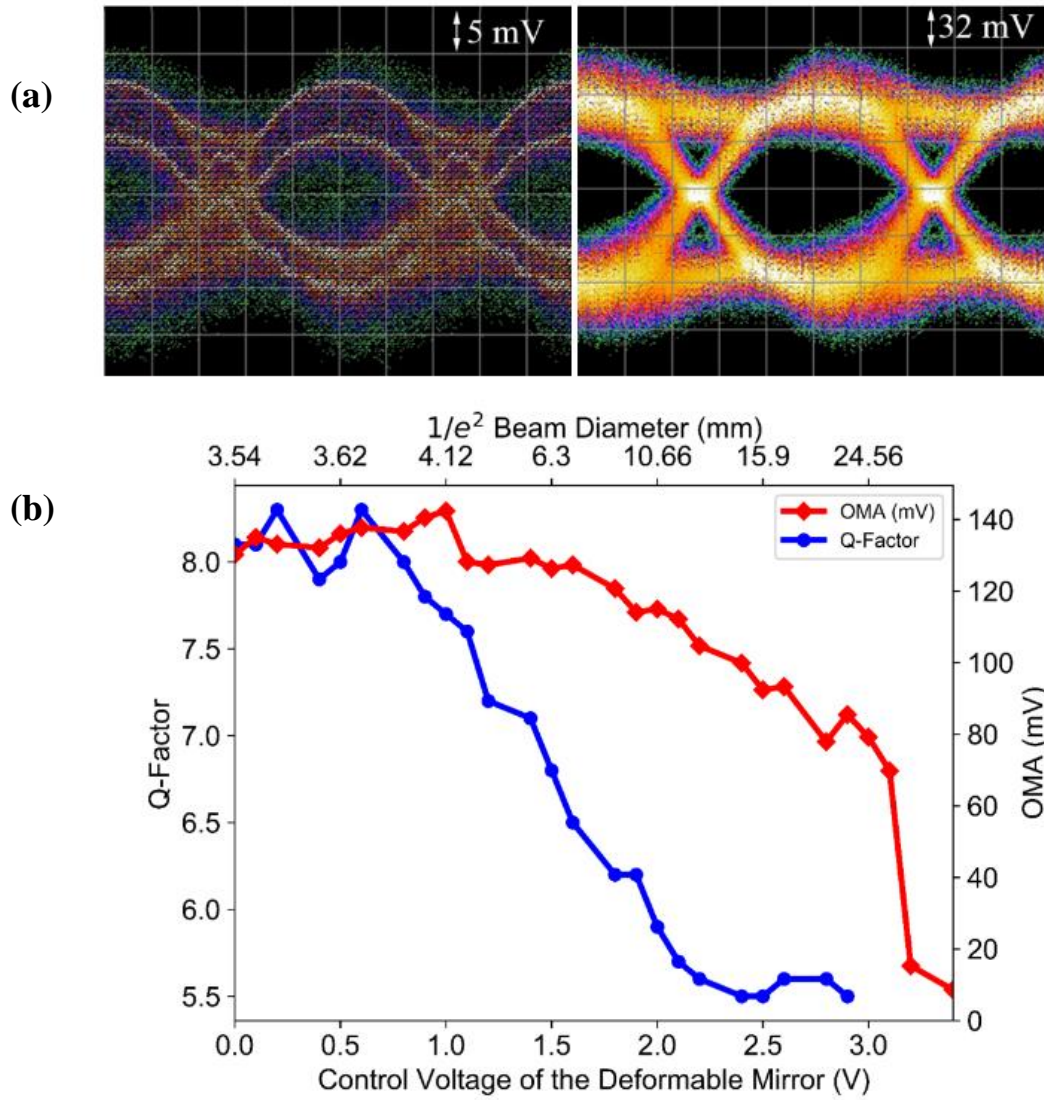 (a)
5 mV
32 mV
(b)
1/e² Beam Diameter (mm)
3.54 3.62 4.12 6.3 10.66 15.9 24.56
OMA (mV)
Q-Factor
8.0
7.5
7.0
6.5
6.0
5.5
Q-Factor
140
120
100
80
60
40
20
0
OMA (mV)
0.0 0.5 1.0 1.5 2.0 2.5 3.0
Control Voltage of the Deformable Mirror (V)